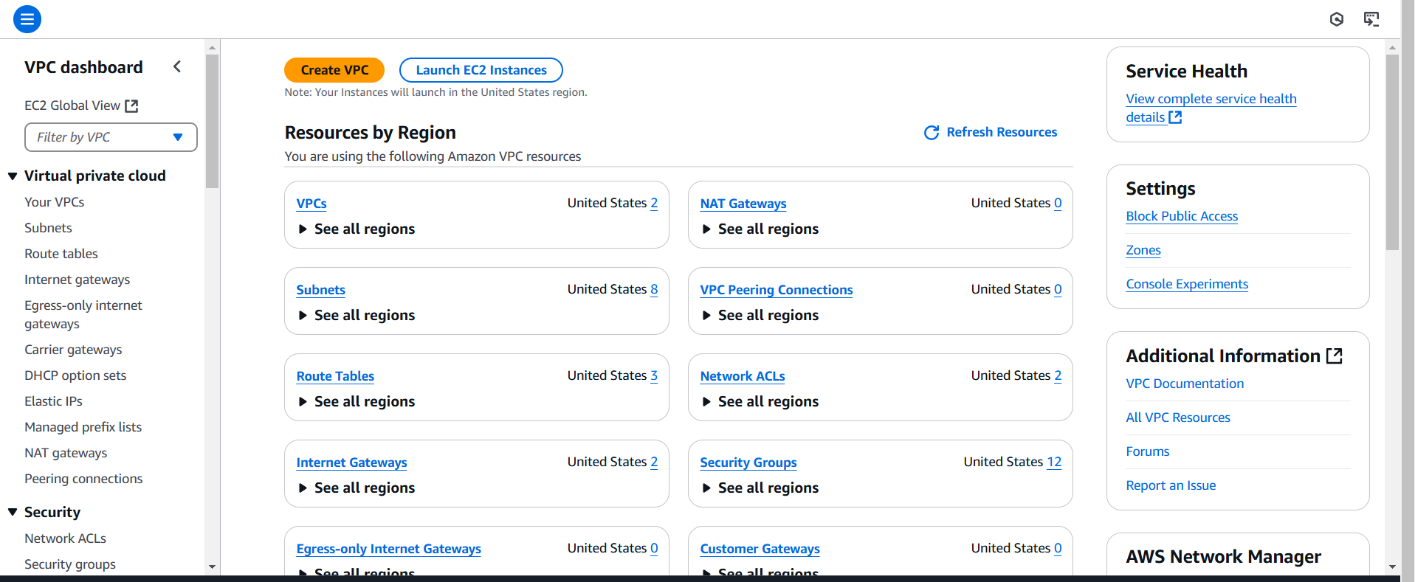 VPC dashboard
EC2 Global View
Filter by VPC
Virtual private cloud
Your VPCs
Subnets
Route tables
Internet gateways
Egress-only internet
gateways
Carrier gateways
DHCP option sets
Elastic IPs
Managed prefix lists
NAT gateways
Peering connections
Security
Network ACLs
Security groups
Create VPC
Launch EC2 Instances
Note: Your Instances will launch in the United States region.
Resources by Region
Refresh Resources
You are using the following Amazon VPC resources
VPCs
United States 2
See all regions
NAT Gateways
United States 0
See all regions
Subnets
United States 8
See all regions
VPC Peering Connections
United States 0
See all regions
Route Tables
United States 3
See all regions
Network ACLs
United States 2
See all regions
Internet Gateways
United States 2
See all regions
Security Groups
United States 12
See all regions
Egress-only Internet Gateways
United States 0
See all regions
Customer Gateways
United States 0
See all regions
Service Health
View complete service health
details
Settings
Block Public Access
Zones
Console Experiments
Additional Information
VPC Documentation
All VPC Resources
Forums
Report an Issue
AWS Network Manager